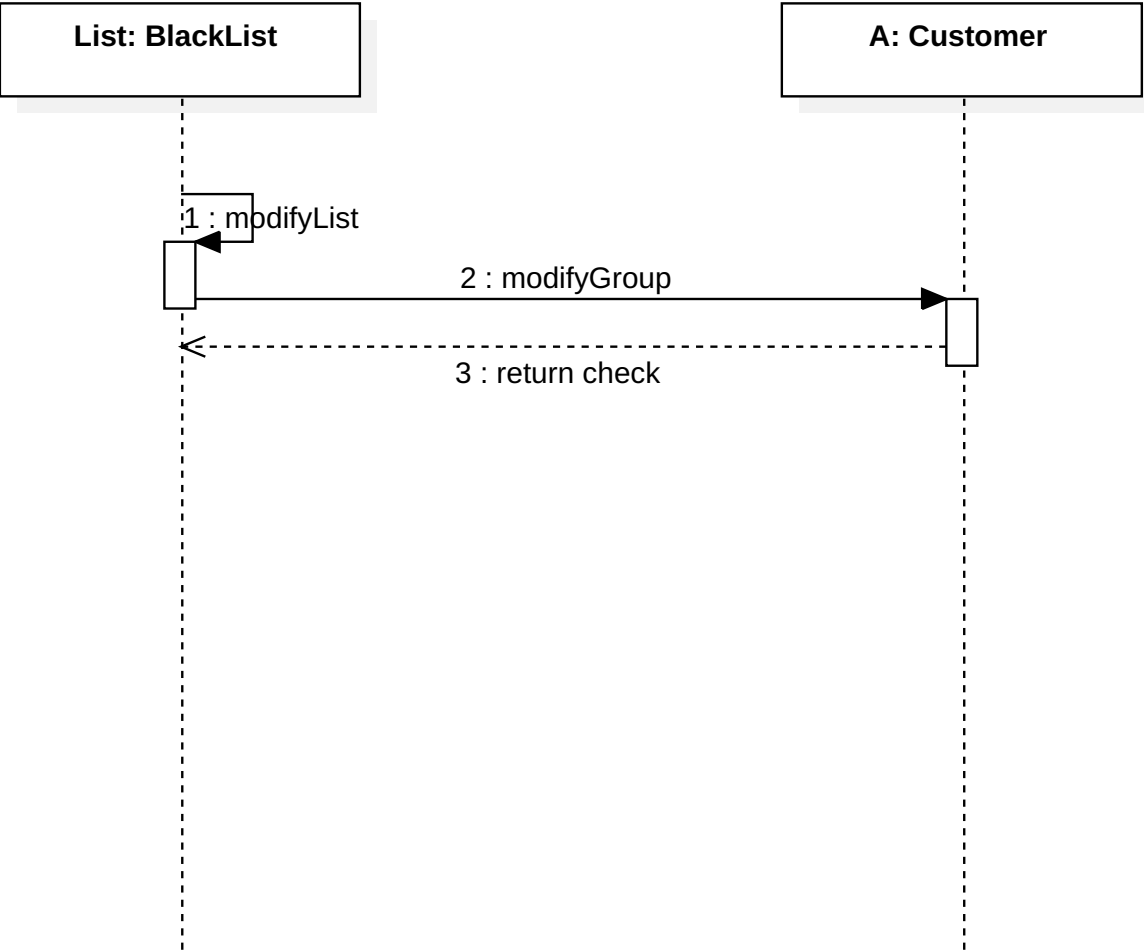 List: BlackList
A: Customer
1 : modifyList
2 : modifyGroup
3 : return check